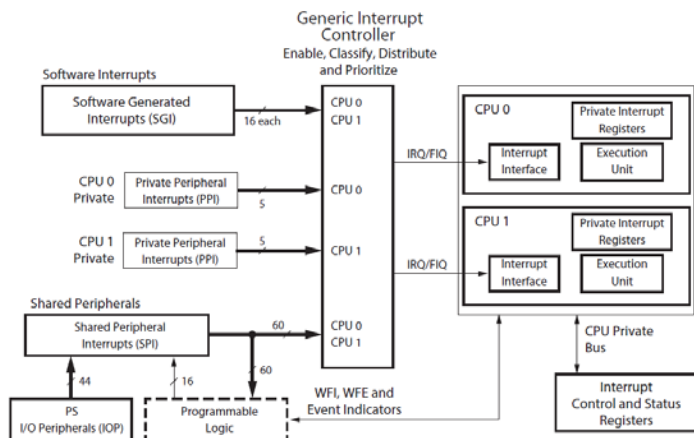 Generic Interrupt
Controller
Enable, Classify, Distribute
and Prioritize
Software Interrupts
Software Generated
Interrupts (SGI)
16 each
CPU 0
CPU 1
CPU 0
Private
Private Peripheral
Interrupts (PPI)
5
CPU 0
CPU 1
Private
Private Peripheral
Interrupts (PPI)
5
CPU 1
Shared Peripherals
Shared Peripheral
Interrupts (SPI)
60
CPU 0
CPU 1
44
16
60
PS
I/O Peripherals (IOP)
Programmable
Logic
WFI, WFE and
Event Indicators
IRQ/FIQ
CPU 0
Private Interrupt
Registers
Interrupt
Interface
Execution
Unit
IRQ/FIQ
CPU 1
Private Interrupt
Registers
Interrupt
Interface
Execution
Unit
CPU Private
Bus
Interrupt
Control and Status
Registers